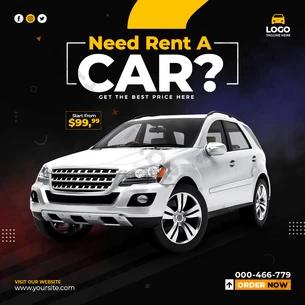 LOGO
TAGLINE HERE
Need Rent A
CAR?
GET THE BEST PRICE HERE
Start From
$99,99
VISIT OUR WEBSITE
www.yoursite.com
000-466-779
ORDER NOW